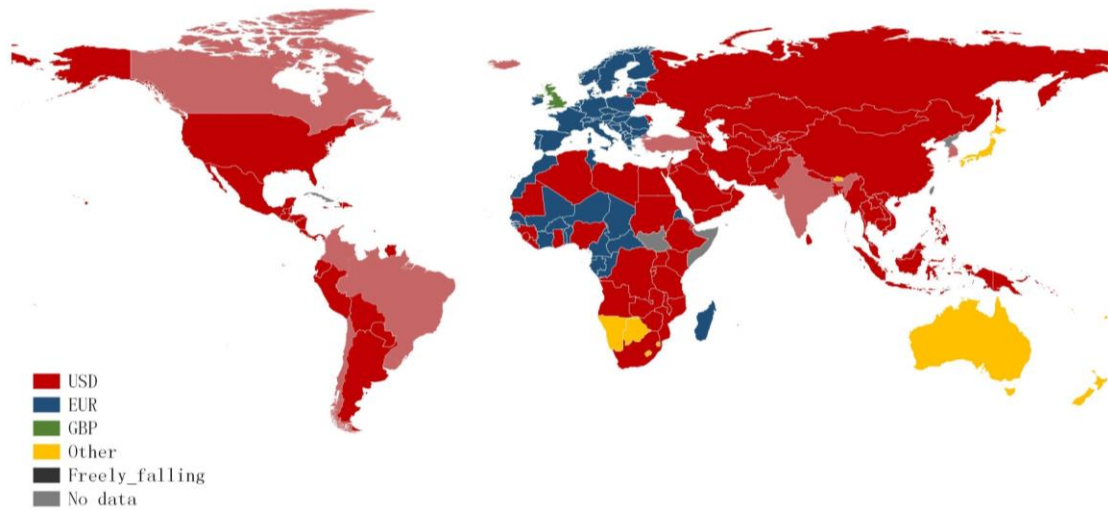 USD
EUR
GBP
Other
Freely_falling
No data